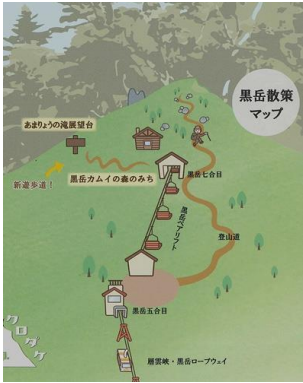 黒岳散策
マップ
あまりょうの滝展望台
新遊歩道！
黒岳カムイの森のみち
黒岳七合目
黒岳ペアリフト
登山道
黒岳五合目
クロダケ
層雲峡・黒岳ロープウェイ